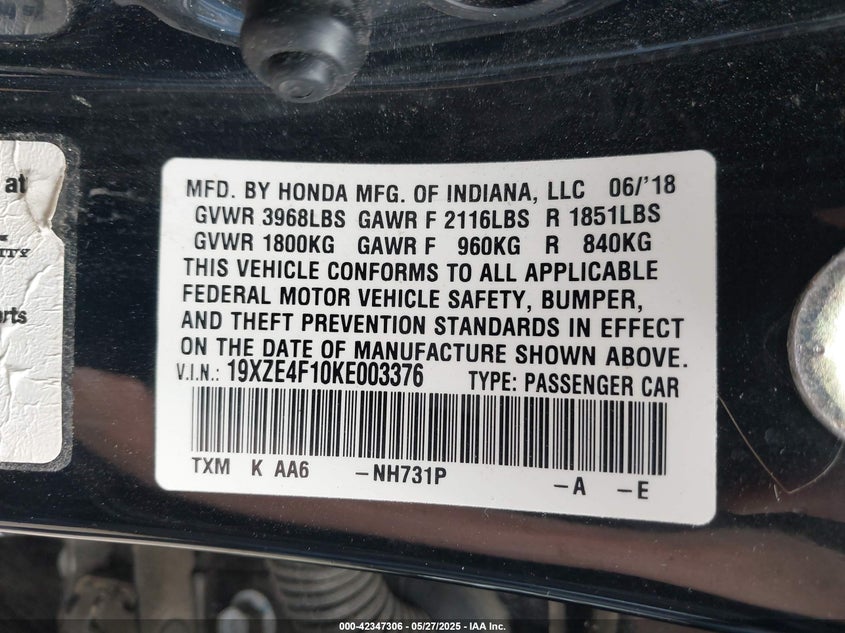 at
arts
MFD. BY HONDA MFG. OF INDIANA, LLC 06/'18
GVWR 3968LBS GAWR F 2116LBS R 1851LBS
GVWR 1800KG GAWR F 960KG R 840KG
THIS VEHICLE CONFORMS TO ALL APPLICABLE
FEDERAL MOTOR VEHICLE SAFETY, BUMPER,
AND THEFT PREVENTION STANDARDS IN EFFECT
ON THE DATE OF MANUFACTURE SHOWN ABOVE.
V.I.N.: 19XZE4F10KE003376 TYPE: PASSENGER CAR
TXM K AA6 -NH731P -A -E
000-42347306 - 05/27/2025 - IAA Inc.